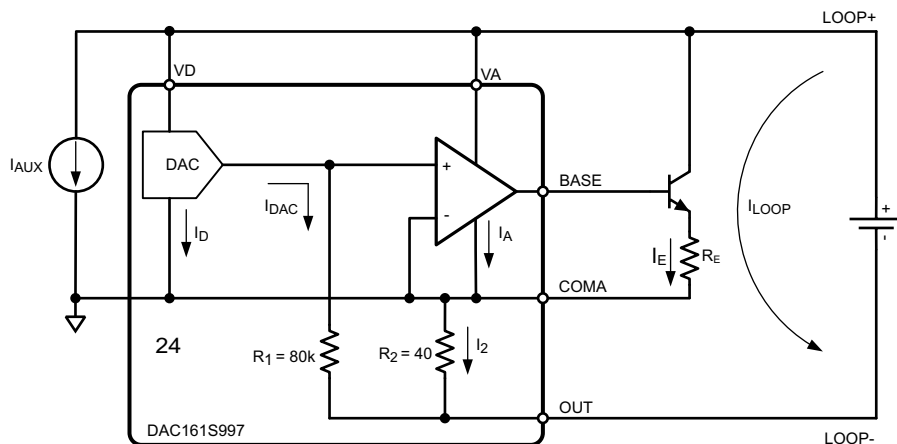 LOOP+
VD
VA
DAC
IAUX
+
-
BASE
IDAC
ID
IA
IE
RE
ILOOP
+
-
COMA
24
R1 = 80k
R2 = 40
I2
OUT
DAC161S997
LOOP-